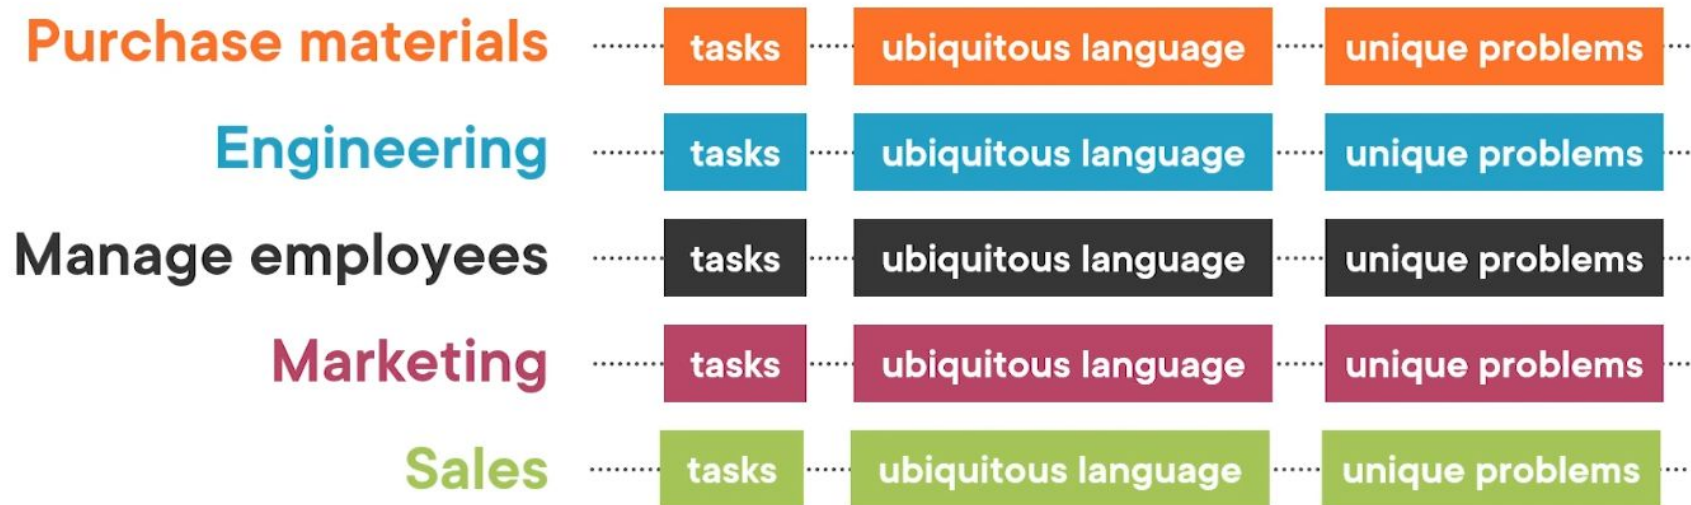 Purchase materials tasks ubiquitous language unique problems
Engineering tasks ubiquitous language unique problems
Manage employees tasks ubiquitous language unique problems
Marketing tasks ubiquitous language unique problems
Sales tasks ubiquitous language unique problems